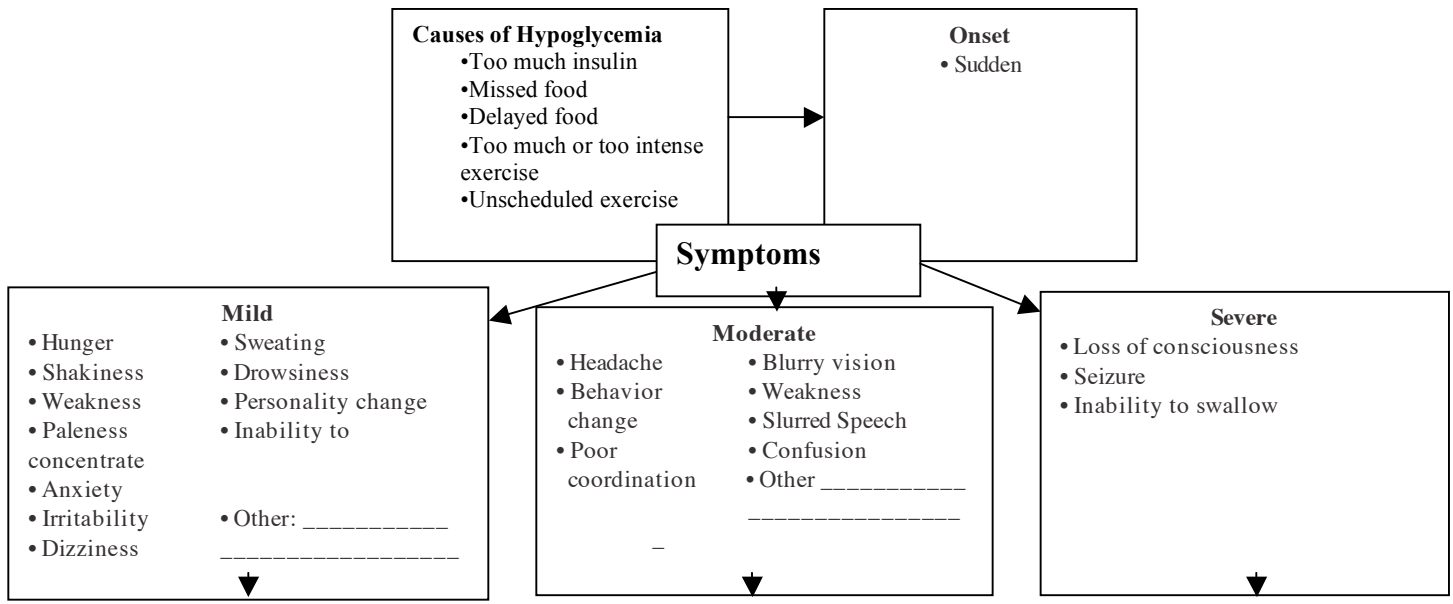 Causes of Hypoglycemia
•Too much insulin
•Missed food
•Delayed food
•Too much or too intense
exercise
•Unscheduled exercise
Onset
• Sudden
Symptoms
Mild
• Hunger • Sweating
• Shakiness • Drowsiness
• Weakness • Personality change
• Paleness • Inability to
concentrate
• Anxiety
• Irritability • Other: ___________
• Dizziness __________________
Moderate
• Headache • Blurry vision
• Behavior • Weakness
change • Slurred Speech
• Poor • Confusion
coordination • Other ___________
________________
_
Severe
• Loss of consciousness
• Seizure
• Inability to swallow